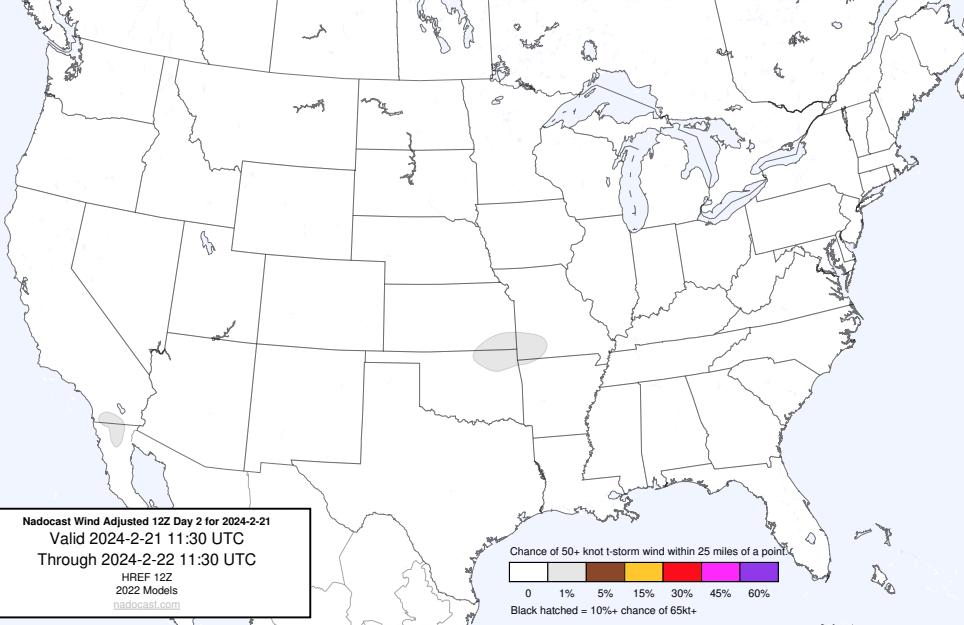 Nadocast Wind Adjusted 12Z Day 2 for 2024-2-21
Valid 2024-2-21 11:30 UTC
Through 2024-2-22 11:30 UTC
HREF 12Z
2022 Models
nadocast.com
Chance of 50+ knot t-storm wind within 25 miles of a point.
0 1% 5% 15% 30% 45% 60%
Black hatched = 10%+ chance of 65kt+